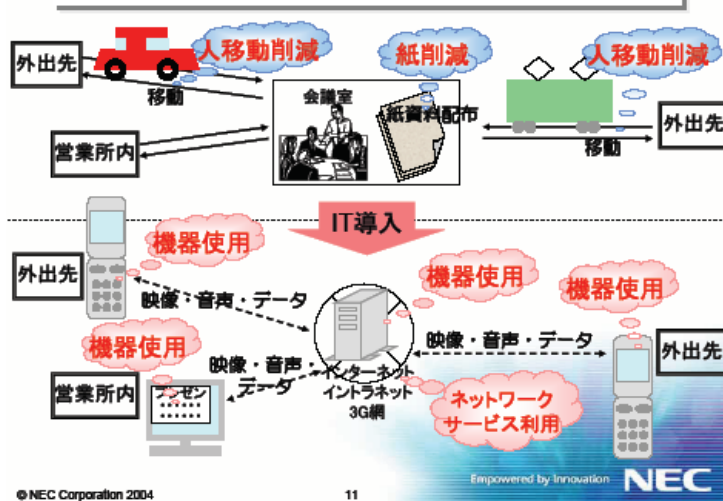 外出先
人移動削減
紙削減
人移動削減
移動
会議室
紙資料配布
外出先
営業所内
移動
IT導入
機器使用
外出先
機器使用
機器使用
映像・音声・データ
機器使用
映像・音声・データ
映像・音声・
データ
外出先
営業所内
プレゼン
インターネット
イントラネット
3G網
ネットワーク
サービス利用
© NEC Corporation 2004
11
Empowered by Innovation
NEC